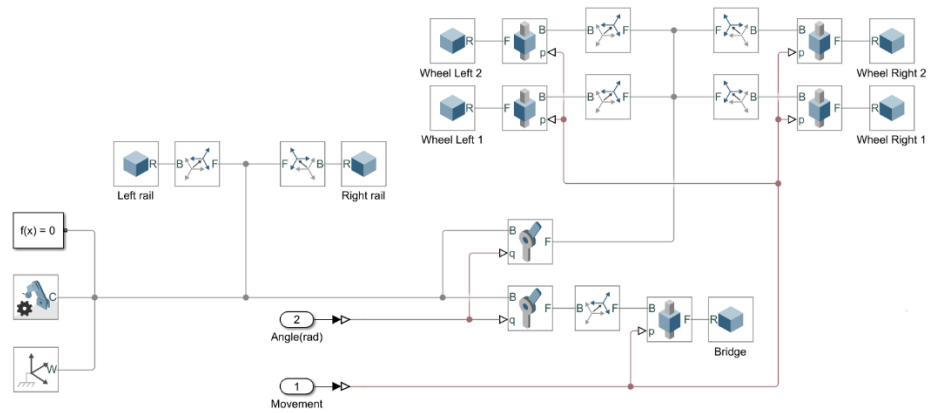 R F B p B F F B B p F R
Wheel Left 2 Wheel Right 2
R F B p B F F B B p F R
Wheel Left 1 Wheel Right 1
R B F F B R
Left rail Right rail
f(x) = 0
B q F
C
B q F B F B p F R
2
Angle(rad)
Bridge
W
1
Movement